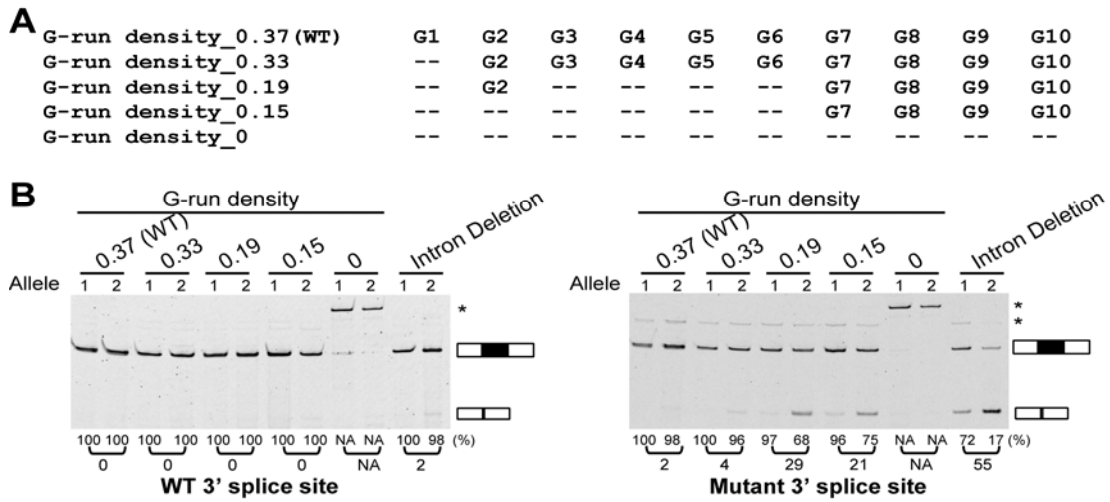 A
G-run density_0.37(WT) G1 G2 G3 G4 G5 G6 G7 G8 G9 G10
G-run density_0.33 -- G2 G3 G4 G5 G6 G7 G8 G9 G10
G-run density_0.19 -- G2 -- -- -- -- G7 G8 G9 G10
G-run density_0.15 -- -- -- -- -- -- G7 G8 G9 G10
G-run density_0 -- -- -- -- -- -- -- -- -- --
B
G-run density
0.37 (WT) 0.33 0.19 0.15 0 Intron Deletion
Allele 1 2 1 2 1 2 1 2 1 2 1 2
*
100 100 100 100 100 100 100 100 NA NA 100 98 (%)
0 0 0 0 NA 2
WT 3' splice site
G-run density
0.37 (WT) 0.33 0.19 0.15 0 Intron Deletion
Allele 1 2 1 2 1 2 1 2 1 2 1 2
*
*
100 98 100 96 97 68 96 75 NA NA 72 17 (%)
2 4 29 21 NA 55
Mutant 3' splice site